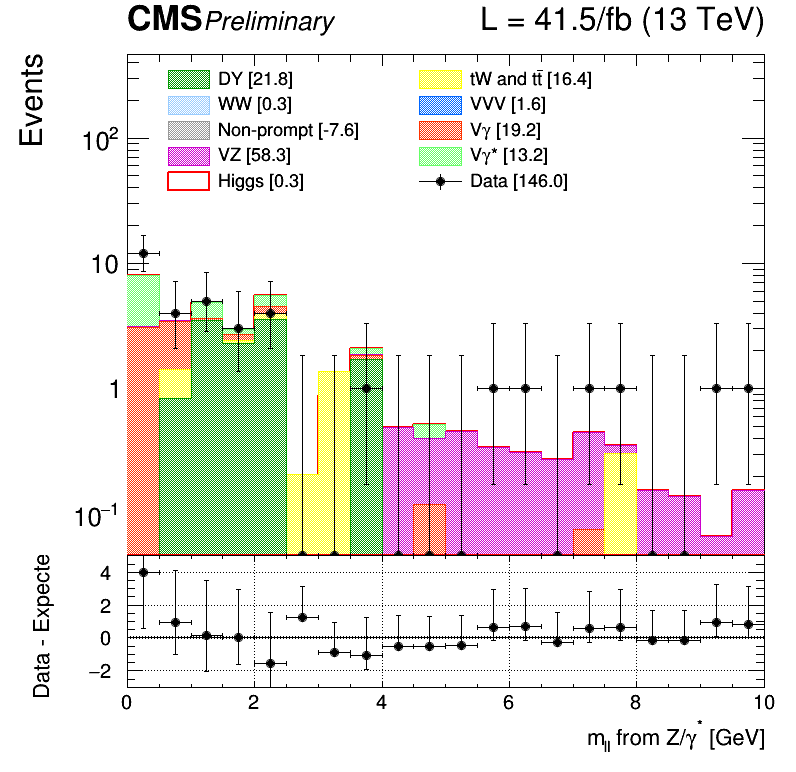 CMS Preliminary L = 41.5/fb (13 TeV)
Events
DY [21.8] tW and tt̄ [16.4]
WW [0.3] VVV [1.6]
Non-prompt [-7.6] Vγ [19.2]
VZ [58.3] Vγ* [13.2]
Higgs [0.3] Data [146.0]
10²
10
1
10⁻¹
Data - Expecte
4
2
0
−2
0 2 4 6 8 10
m_ll from Z/γ* [GeV]